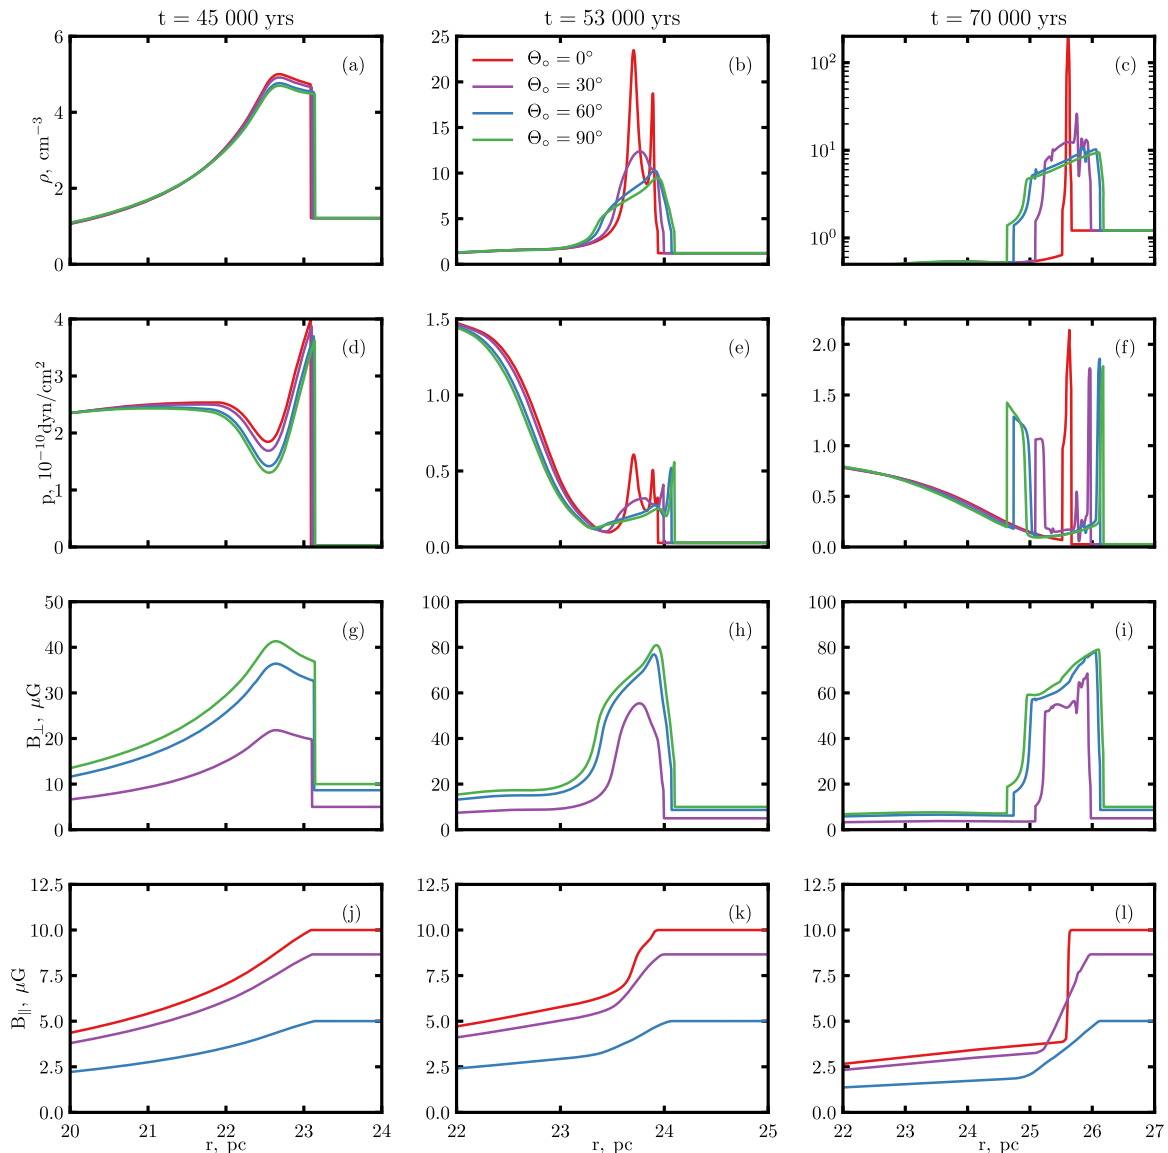 t = 45 000 yrs
t = 53 000 yrs
t = 70 000 yrs
(a)
ρ, cm⁻³
0
2
4
6
(b)
Θ∘ = 0°
Θ∘ = 30°
Θ∘ = 60°
Θ∘ = 90°
0
5
10
15
20
25
(c)
10⁰
10¹
10²
(d)
p, 10⁻¹⁰dyn/cm²
0
1
2
3
4
(e)
0.0
0.5
1.0
1.5
(f)
0.0
0.5
1.0
1.5
2.0
(g)
B⊥, μG
0
10
20
30
40
50
(h)
0
20
40
60
80
100
(i)
0
20
40
60
80
100
(j)
B∥, μG
0.0
2.5
5.0
7.5
10.0
12.5
20 21 22 23 24
r, pc
(k)
0.0
2.5
5.0
7.5
10.0
12.5
22 23 24 25
r, pc
(l)
0.0
2.5
5.0
7.5
10.0
12.5
22 23 24 25 26 27
r, pc